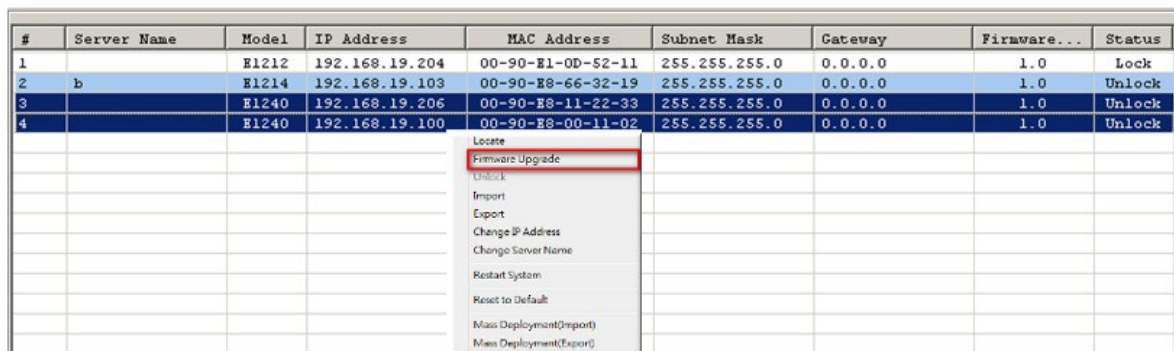 # Server Name Model IP Address MAC Address Subnet Mask Gateway Firmware... Status
1 E1212 192.168.19.204 00-90-E1-0D-52-11 255.255.255.0 0.0.0.0 1.0 Lock
2 b E1214 192.168.19.103 00-90-E8-66-32-19 255.255.255.0 0.0.0.0 1.0 Unlock
3 E1240 192.168.19.206 00-90-E8-11-22-33 255.255.255.0 0.0.0.0 1.0 Unlock
4 E1240 192.168.19.100 00-90-E8-00-11-02 255.255.255.0 0.0.0.0 1.0 Unlock
Locate
Firmware Upgrade
Unlock
Import
Export
Change IP Address
Change Server Name
Restart System
Reset to Default
Mass Deployment(Import)
Mass Deployment(Export)